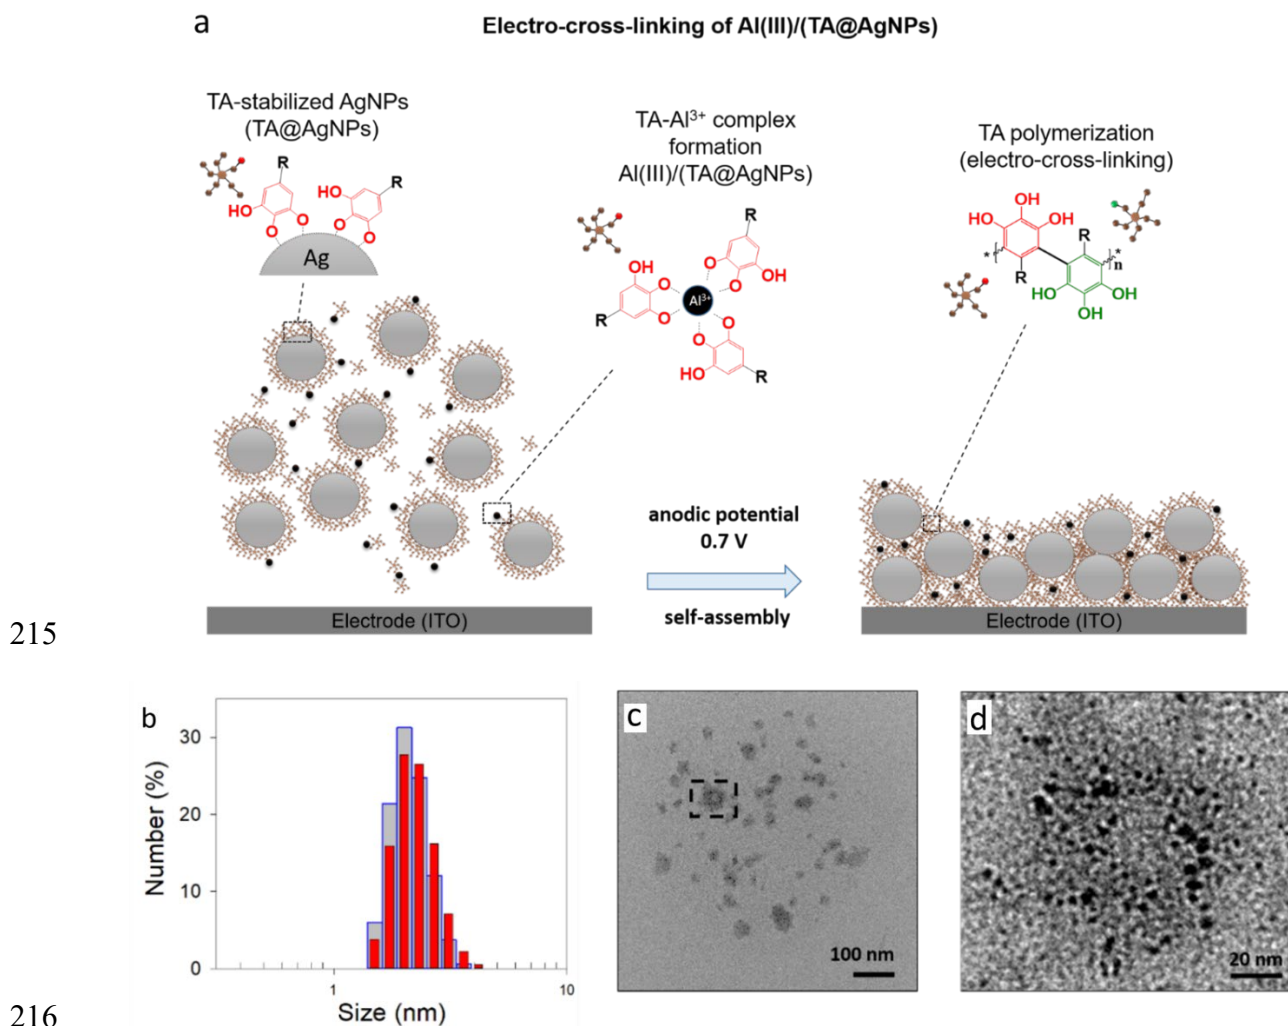 a
Electro-cross-linking of Al(III)/(TA@AgNPs)
TA-stabilized AgNPs
(TA@AgNPs)
R
HO
HO
O
O
HO
R
O
O
Ag
TA-Al³⁺ complex
formation
Al(III)/(TA@AgNPs)
R
O
O
OH
OH
O
O
R
Al³⁺
O
O
HO
R
TA polymerization
(electro-cross-linking)
OH
HO
OH
R
*
*
n
R
HO
OH
OH
anodic potential
0.7 V
self-assembly
Electrode (ITO)
Electrode (ITO)
215
b
Number (%)
30
20
10
0
1
10
Size (nm)
c
100 nm
d
20 nm
216